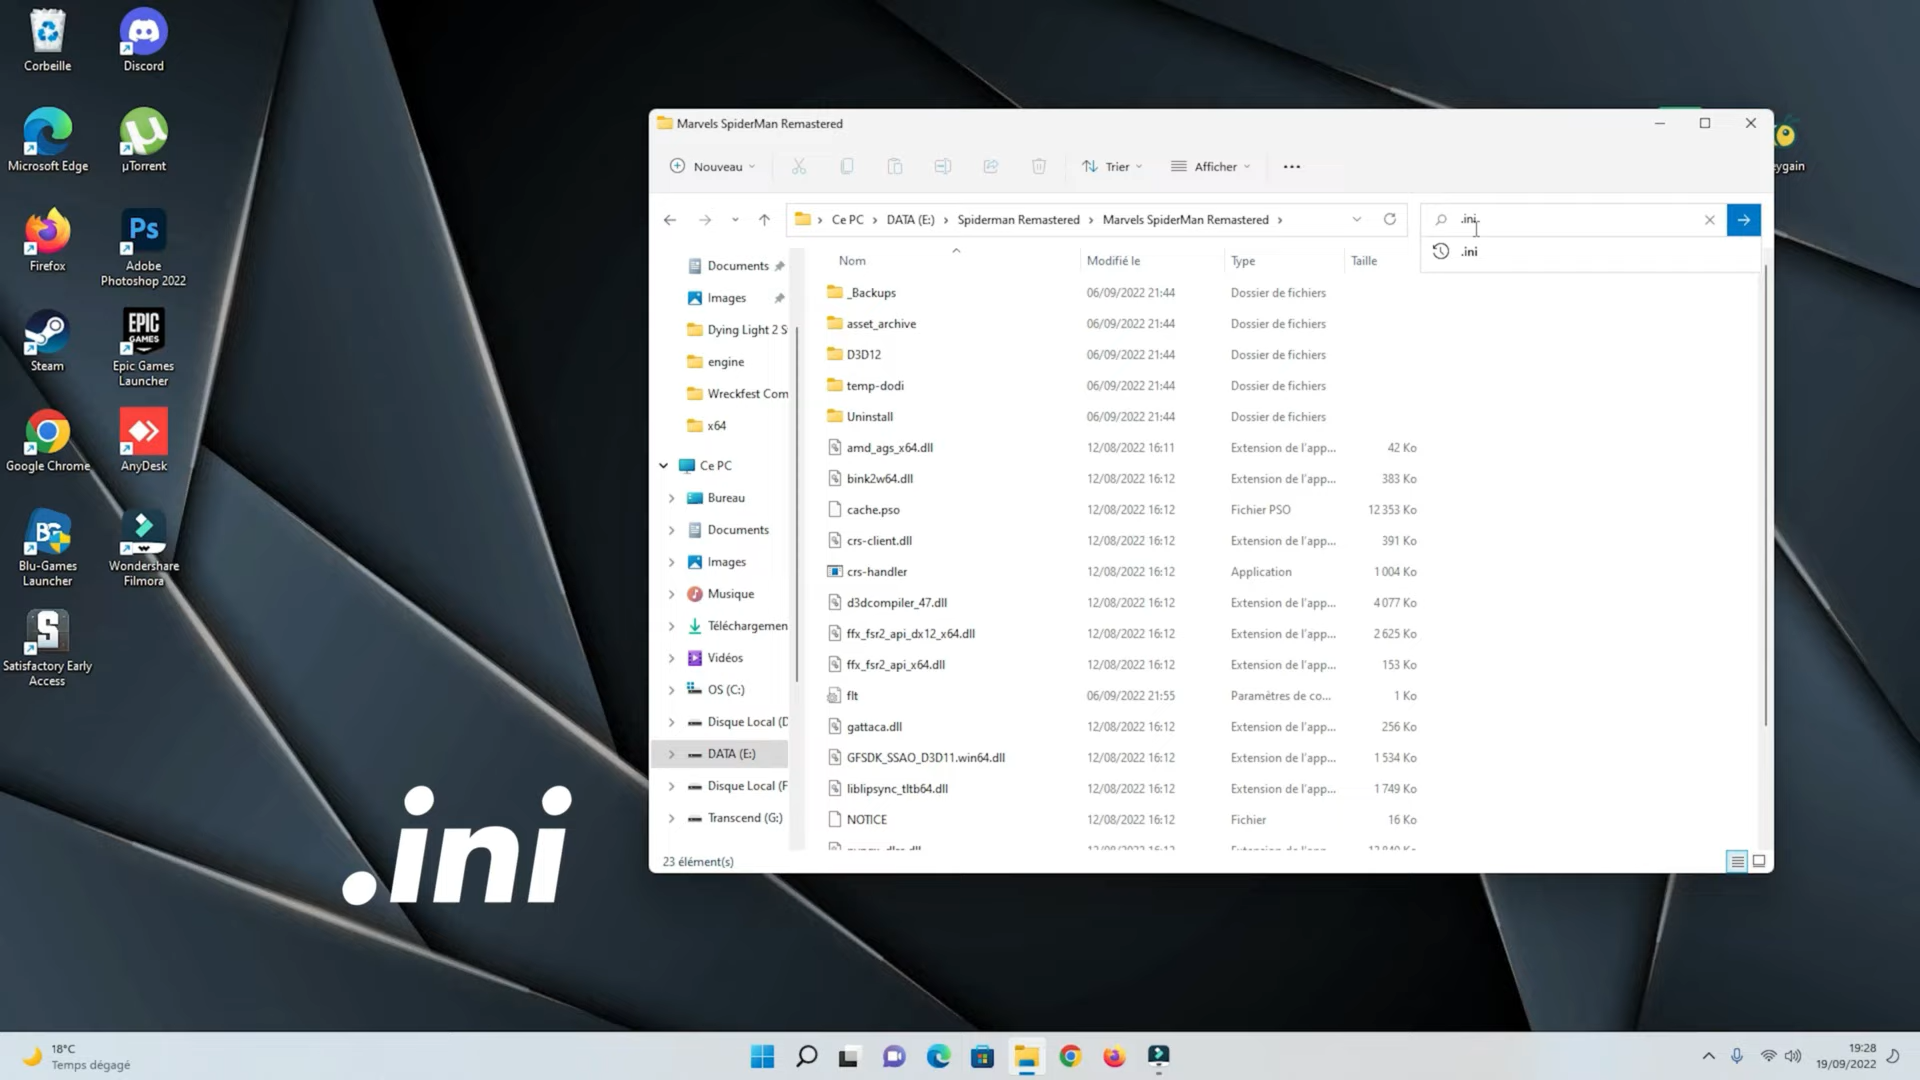 Corbeille
Discord
Microsoft Edge
µTorrent
Firefox
Adobe
Photoshop 2022
Steam
EPIC
GAMES
Epic Games
Launcher
Google Chrome
AnyDesk
Blu-Games
Launcher
Wondershare
Filmora
Satisfactory Early
Access
eygain
Marvels SpiderMan Remastered
Nouveau
Trier
Afficher
Ce PC > DATA (E:) > Spiderman Remastered > Marvels SpiderMan Remastered >
.ini
.ini
Nom Modifié le Type Taille
Documents
Images
Dying Light 2 S
engine
Wreckfest Com
x64
Ce PC
Bureau
Documents
Images
Musique
Téléchargemen
Vidéos
OS (C:)
Disque Local (D
DATA (E:)
Disque Local (F
Transcend (G:)
_Backups 06/09/2022 21:44 Dossier de fichiers
asset_archive 06/09/2022 21:44 Dossier de fichiers
D3D12 06/09/2022 21:44 Dossier de fichiers
temp-dodi 06/09/2022 21:44 Dossier de fichiers
Uninstall 06/09/2022 21:44 Dossier de fichiers
amd_ags_x64.dll 12/08/2022 16:11 Extension de l'app... 42 Ko
bink2w64.dll 12/08/2022 16:12 Extension de l'app... 383 Ko
cache.pso 12/08/2022 16:12 Fichier PSO 12 353 Ko
crs-client.dll 12/08/2022 16:12 Extension de l'app... 391 Ko
crs-handler 12/08/2022 16:12 Application 1 004 Ko
d3dcompiler_47.dll 12/08/2022 16:12 Extension de l'app... 4 077 Ko
ffx_fsr2_api_dx12_x64.dll 12/08/2022 16:12 Extension de l'app... 2 625 Ko
ffx_fsr2_api_x64.dll 12/08/2022 16:12 Extension de l'app... 153 Ko
flt 06/09/2022 21:55 Paramètres de co... 1 Ko
gattaca.dll 12/08/2022 16:12 Extension de l'app... 256 Ko
GFSDK_SSAO_D3D11.win64.dll 12/08/2022 16:12 Extension de l'app... 1 534 Ko
liblipsync_tltb64.dll 12/08/2022 16:12 Extension de l'app... 1 749 Ko
NOTICE 12/08/2022 16:12 Fichier 16 Ko
23 élément(s)
.ini
18°C
Temps dégagé
19:28
19/09/2022